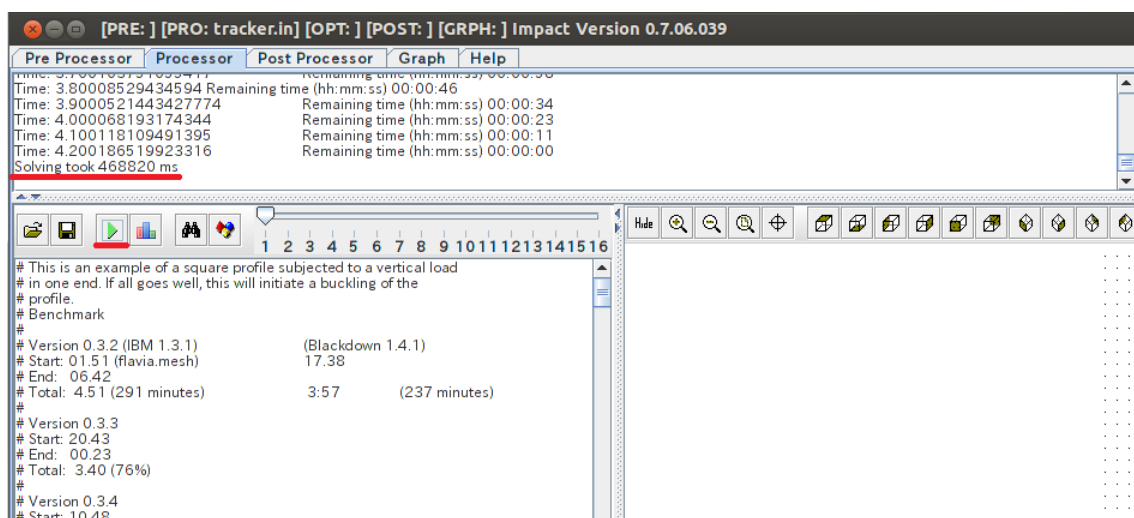 [PRE: ] [PRO: tracker.in] [OPT: ] [POST: ] [GRPH: ] Impact Version 0.7.06.039
Pre Processor Processor Post Processor Graph Help
Time: 3.80008529434594 Remaining time (hh:mm:ss) 00:00:46
Time: 3.9000521443427774 Remaining time (hh:mm:ss) 00:00:34
Time: 4.000068193174344 Remaining time (hh:mm:ss) 00:00:23
Time: 4.100118109491395 Remaining time (hh:mm:ss) 00:00:11
Time: 4.200186519923316 Remaining time (hh:mm:ss) 00:00:00
Solving took 468820 ms
Hide
1 2 3 4 5 6 7 8 9 10 11 12 13 14 15 16
# This is an example of a square profile subjected to a vertical load
# in one end. If all goes well, this will initiate a buckling of the
# profile.
# Benchmark
#
# Version 0.3.2 (IBM 1.3.1) (Blackdown 1.4.1)
# Start: 01.51 (flavia.mesh) 17.38
# End: 06.42
# Total: 4.51 (291 minutes) 3:57 (237 minutes)
#
# Version 0.3.3
# Start: 20.43
# End: 00.23
# Total: 3.40 (76%)
#
# Version 0.3.4
# Start: 10.48